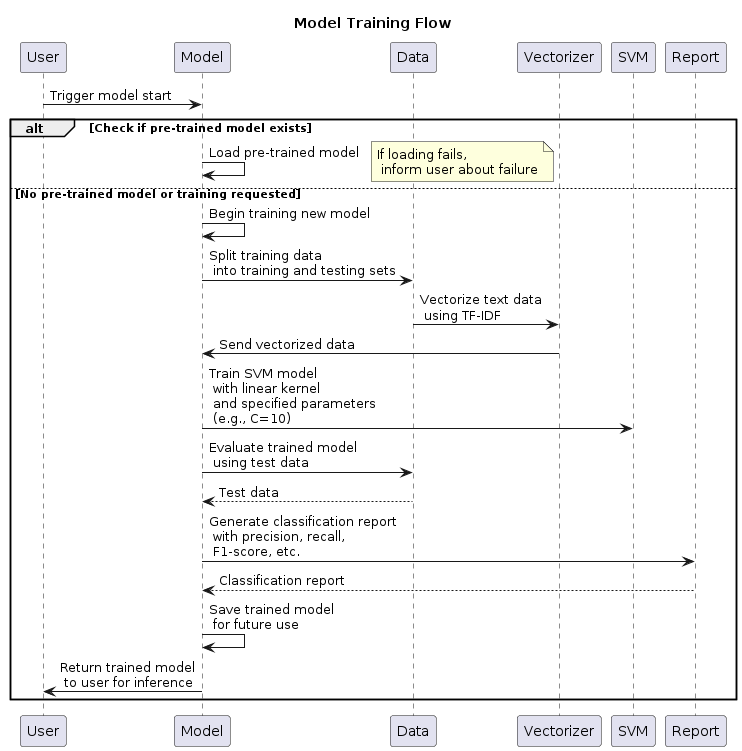 Model Training Flow
User Model Data Vectorizer SVM Report
Trigger model start
alt [Check if pre-trained model exists]
Load pre-trained model
If loading fails,
inform user about failure
[No pre-trained model or training requested]
Begin training new model
Split training data
into training and testing sets
Vectorize text data
using TF-IDF
Send vectorized data
Train SVM model
with linear kernel
and specified parameters
(e.g., C=10)
Evaluate trained model
using test data
Test data
Generate classification report
with precision, recall,
F1-score, etc.
Classification report
Save trained model
for future use
Return trained model
to user for inference
User Model Data Vectorizer SVM Report